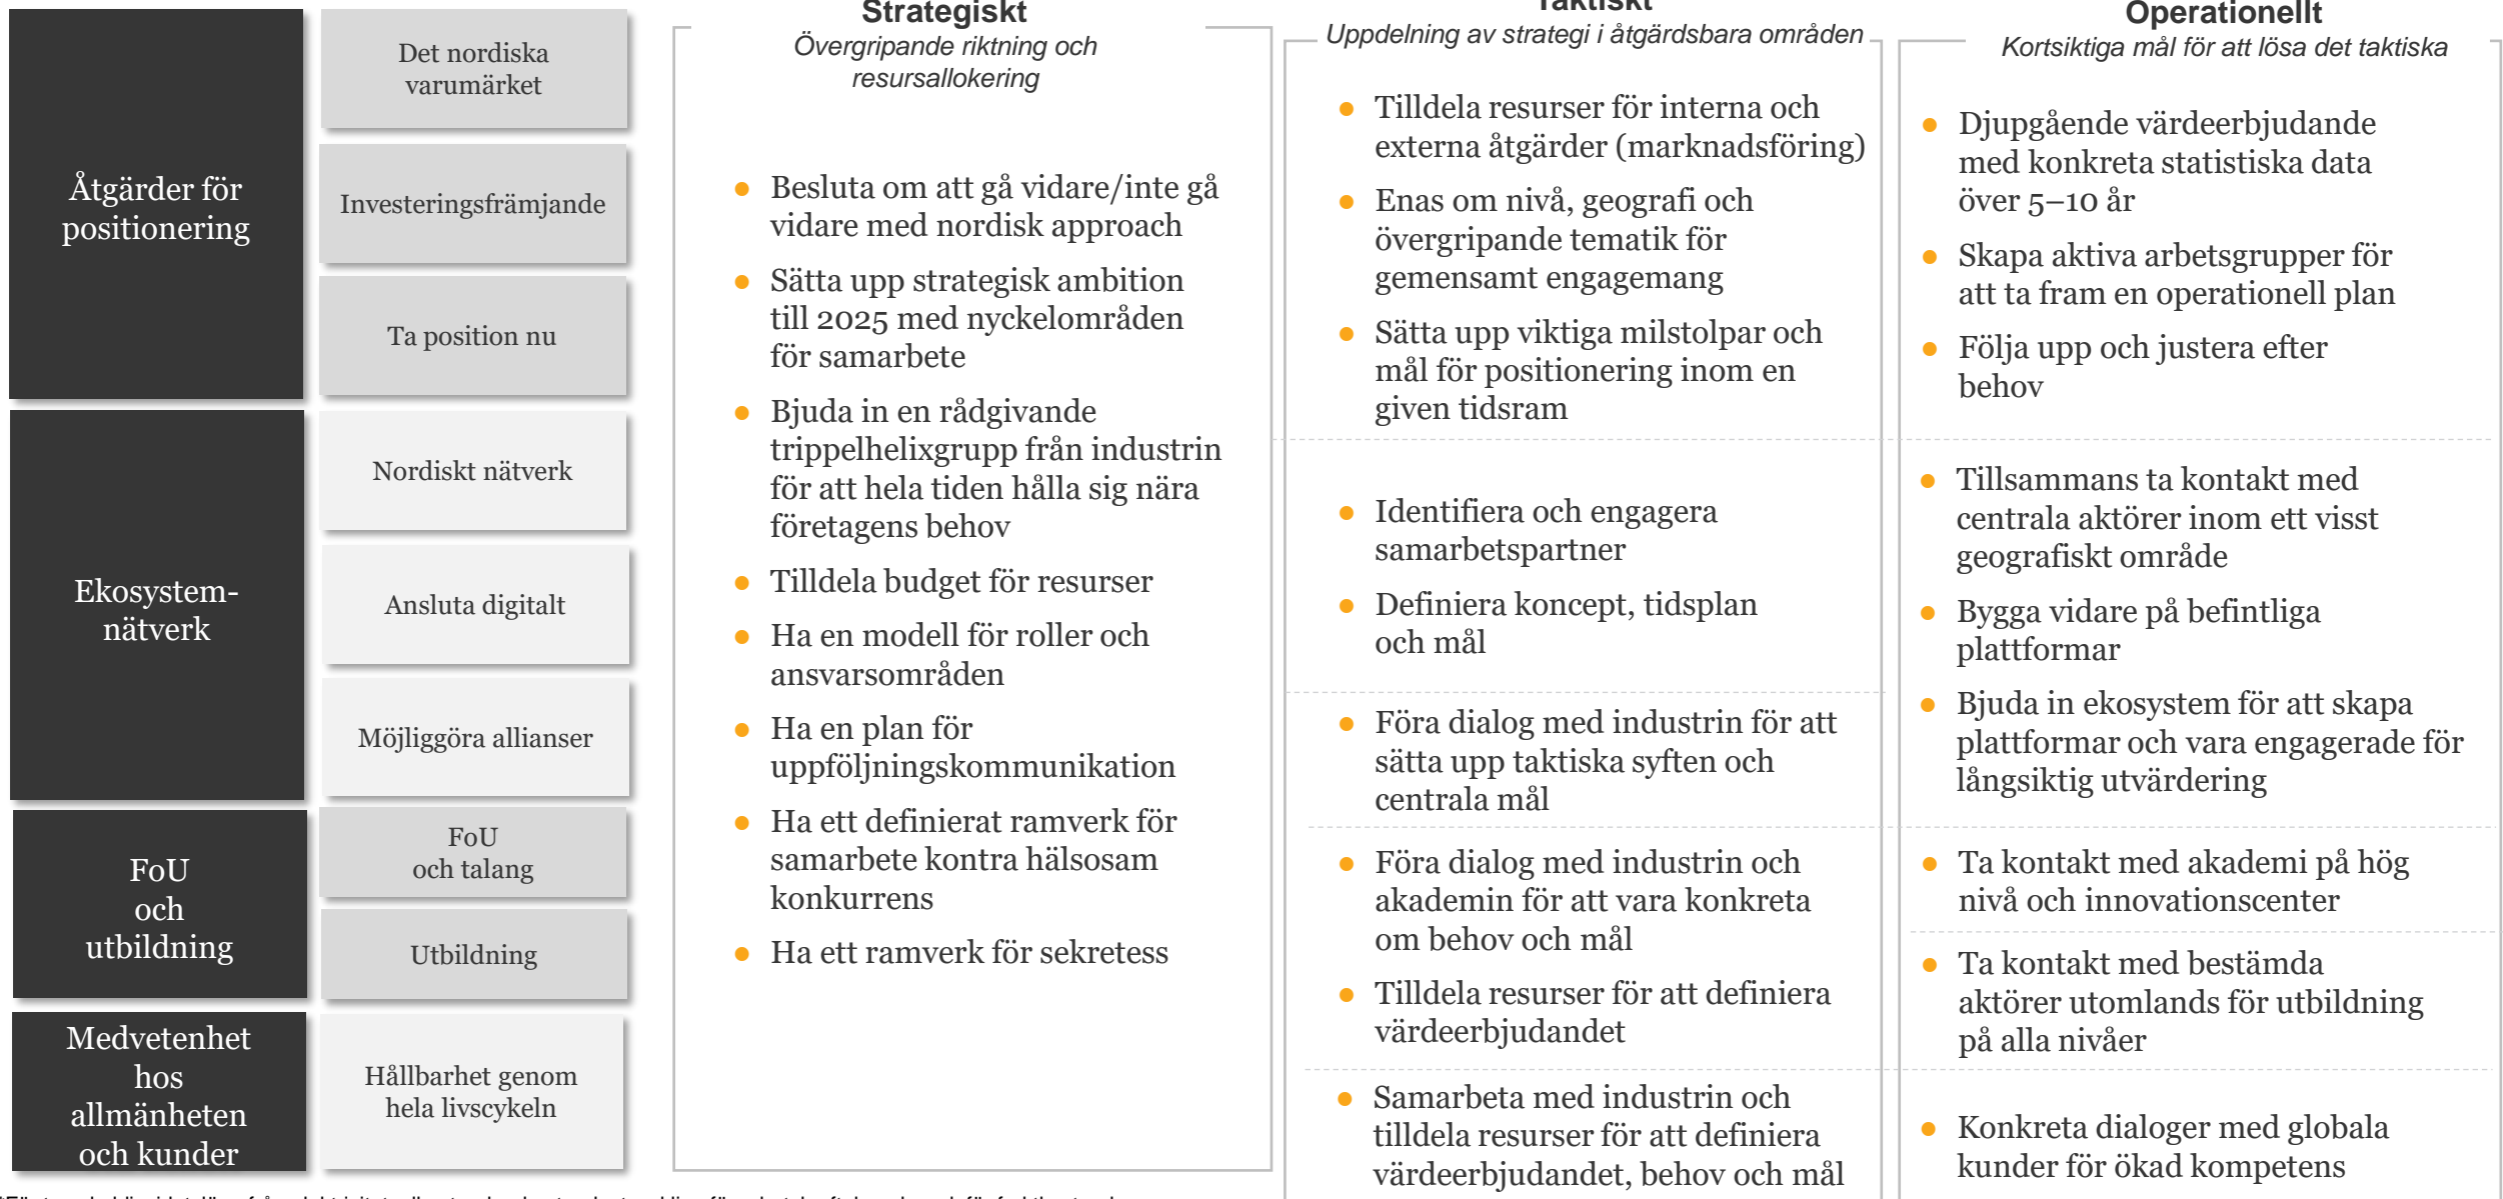 Åtgärder för
positionering
Det nordiska
varumärket
Investeringsfrämjande
Ta position nu
Ekosystem-
nätverk
Nordiskt nätverk
Ansluta digitalt
Möjliggöra allianser
FoU
och
utbildning
FoU
och talang
Utbildning
Medvetenhet
hos
allmänheten
och kunder
Hållbarhet genom
hela livscykeln
Strategiskt
Övergripande riktning och
resursallokering
Besluta om att gå vidare/inte gå
vidare med nordisk approach
Sätta upp strategisk ambition
till 2025 med nyckelområden
för samarbete
Bjuda in en rådgivande
trippelhelixgrupp från industrin
för att hela tiden hålla sig nära
företagens behov
Tilldela budget för resurser
Ha en modell för roller och
ansvarsområden
Ha en plan för
uppföljningskommunikation
Ha ett definierat ramverk för
samarbete kontra hälsosam
konkurrens
Ha ett ramverk för sekretess
Taktiskt
Uppdelning av strategi i åtgärdsbara områden
Tilldela resurser för interna och
externa åtgärder (marknadsföring)
Enas om nivå, geografi och
övergripande tematik för
gemensamt engagemang
Sätta upp viktiga milstolpar och
mål för positionering inom en
given tidsram
Identifiera och engagera
samarbetspartner
Definiera koncept, tidsplan
och mål
Föra dialog med industrin för att
sätta upp taktiska syften och
centrala mål
Föra dialog med industrin och
akademin för att vara konkreta
om behov och mål
Tilldela resurser för att definiera
värdeerbjudandet
Samarbeta med industrin och
tilldela resurser för att definiera
värdeerbjudandet, behov och mål
Operationellt
Kortsiktiga mål för att lösa det taktiska
Djupgående värdeerbjudande
med konkreta statistiska data
över 5–10 år
Skapa aktiva arbetsgrupper för
att ta fram en operationell plan
Följa upp och justera efter
behov
Tillsammans ta kontakt med
centrala aktörer inom ett visst
geografiskt område
Bygga vidare på befintliga
plattformar
Bjuda in ekosystem för att skapa
plattformar och vara engagerade för
långsiktig utvärdering
Ta kontakt med akademi på hög
nivå och innovationscenter
Ta kontakt med bestämda
aktörer utomlands för utbildning
på alla nivåer
Konkreta dialoger med globala
kunder för ökad kompetens